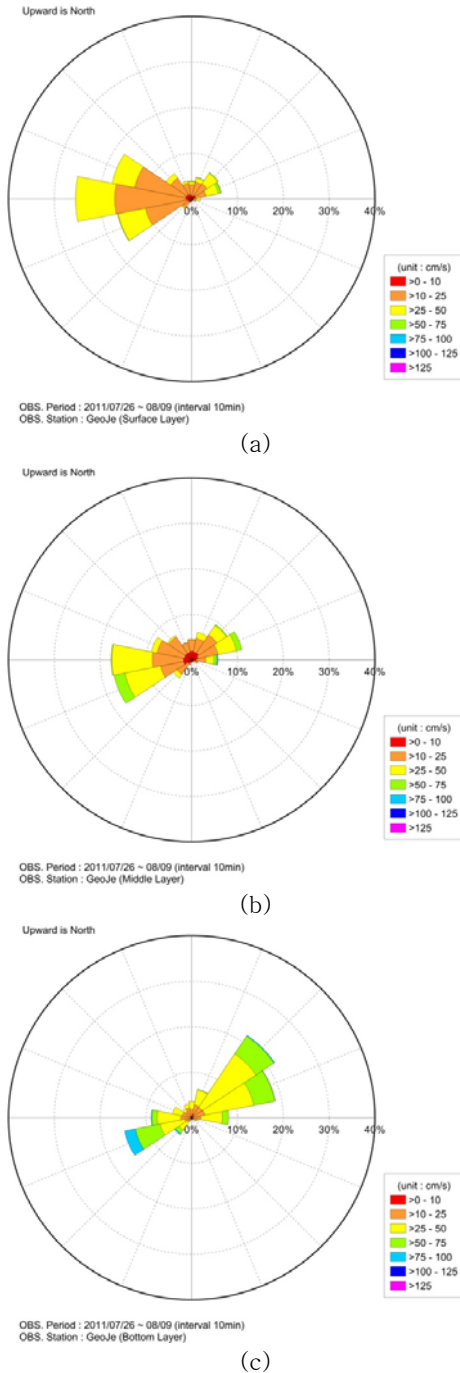 Upward is North
0% 10% 20% 30% 40%
(unit : cm/s)
>0 - 10
>10 - 25
>25 - 50
>50 - 75
>75 - 100
>100 - 125
>125
OBS. Period : 2011/07/26 ~ 08/09 (interval 10min)
OBS. Station : GeoJe (Surface Layer)
(a)
Upward is North
0% 10% 20% 30% 40%
(unit : cm/s)
>0 - 10
>10 - 25
>25 - 50
>50 - 75
>75 - 100
>100 - 125
>125
OBS. Period : 2011/07/26 ~ 08/09 (interval 10min)
OBS. Station : GeoJe (Middle Layer)
(b)
Upward is North
0% 10% 20% 30% 40%
(unit : cm/s)
>0 - 10
>10 - 25
>25 - 50
>50 - 75
>75 - 100
>100 - 125
>125
OBS. Period : 2011/07/26 ~ 08/09 (interval 10min)
OBS. Station : GeoJe (Bottom Layer)
(c)